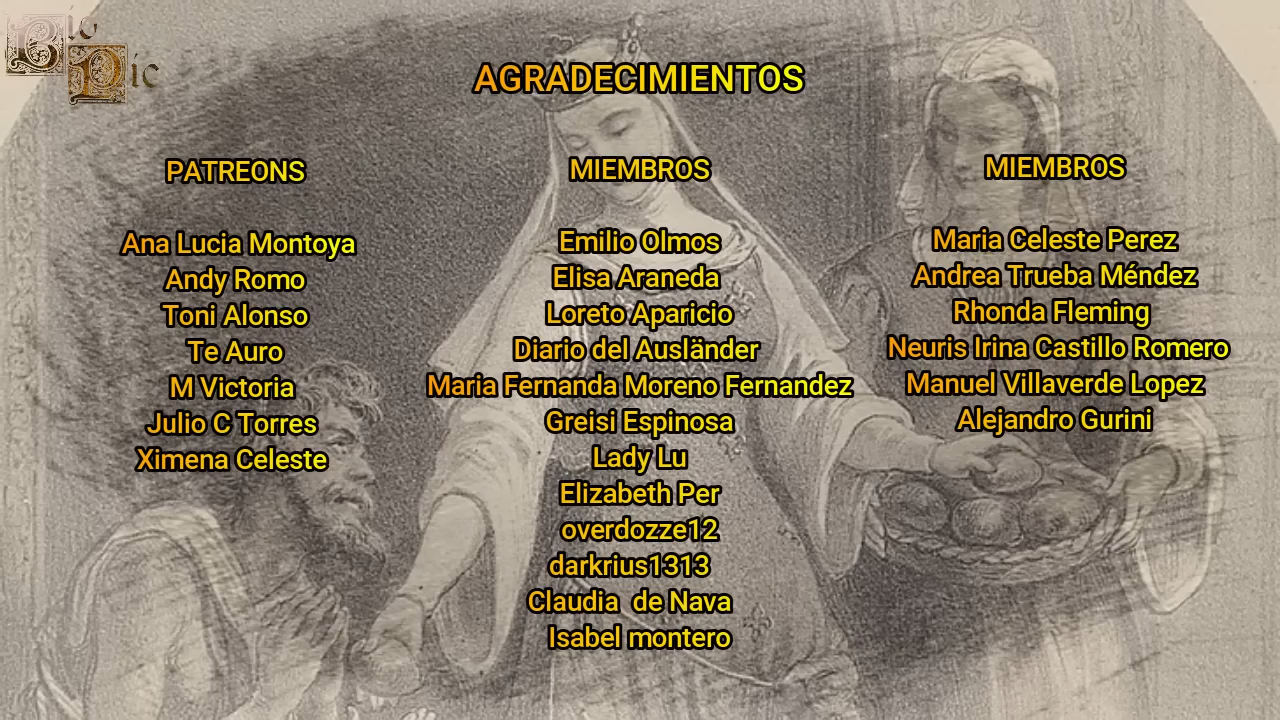 Bio
Pic
AGRADECIMIENTOS
PATREONS
Ana Lucia Montoya
Andy Romo
Toni Alonso
Te Auro
M Victoria
Julio C Torres
Ximena Celeste
MIEMBROS
Emilio Olmos
Elisa Araneda
Loreto Aparicio
Diario del Ausländer
Maria Fernanda Moreno Fernandez
Greisi Espinosa
Lady Lu
Elizabeth Per
overdozze12
darkrius1313
Claudia  de Nava
Isabel montero
MIEMBROS
Maria Celeste Perez
Andrea Trueba Méndez
Rhonda Fleming
Neuris Irina Castillo Romero
Manuel Villaverde Lopez
Alejandro Gurini